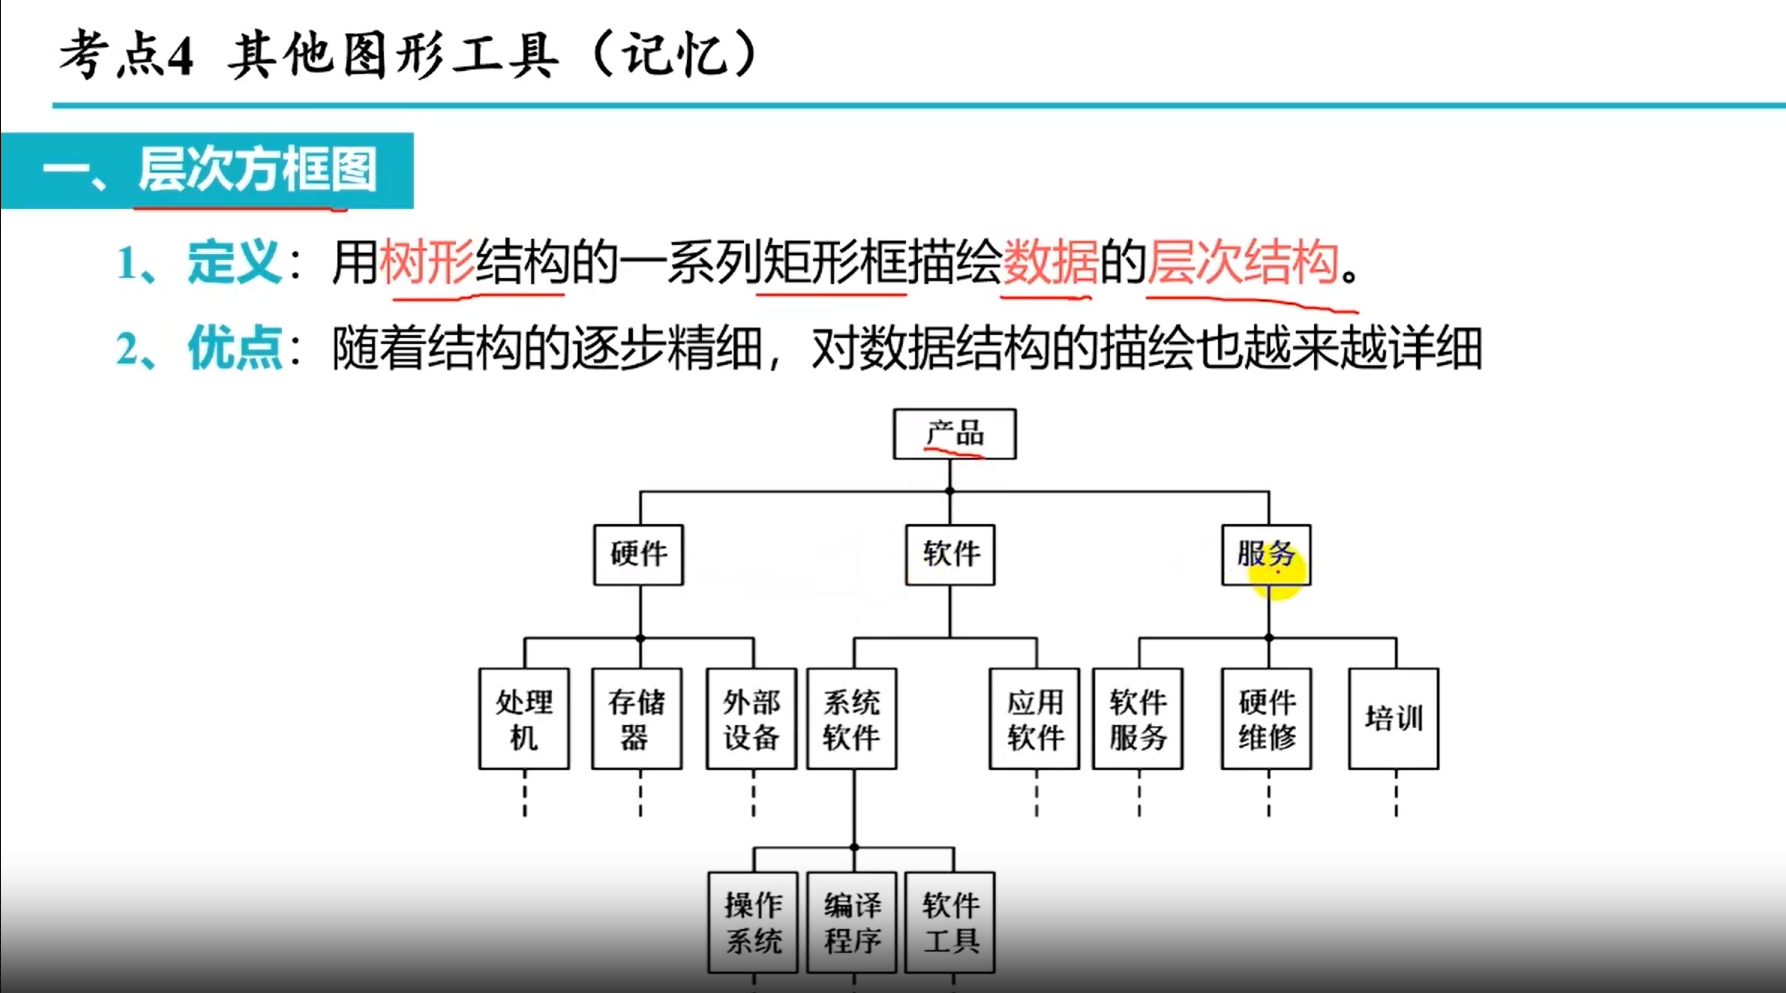 考点4 其他图形工具（记忆）
一、层次方框图
1、定义：用树形结构的一系列矩形框描绘数据的层次结构。
2、优点：随着结构的逐步精细，对数据结构的描绘也越来越详细
产品
硬件
软件
服务
处理
机
存储
器
外部
设备
系统
软件
应用
软件
软件
服务
硬件
维修
培训
操作
系统
编译
程序
软件
工具